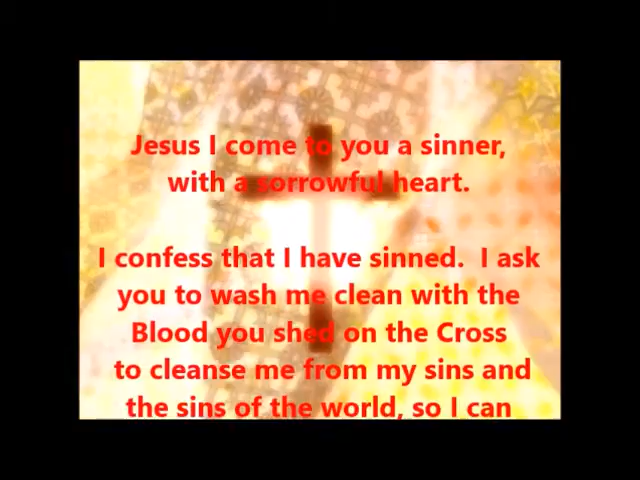 Jesus I come to you a sinner,
with a sorrowful heart.
I confess that I have sinned.  I ask
you to wash me clean with the
Blood you shed on the Cross
to cleanse me from my sins and
the sins of the world, so I can